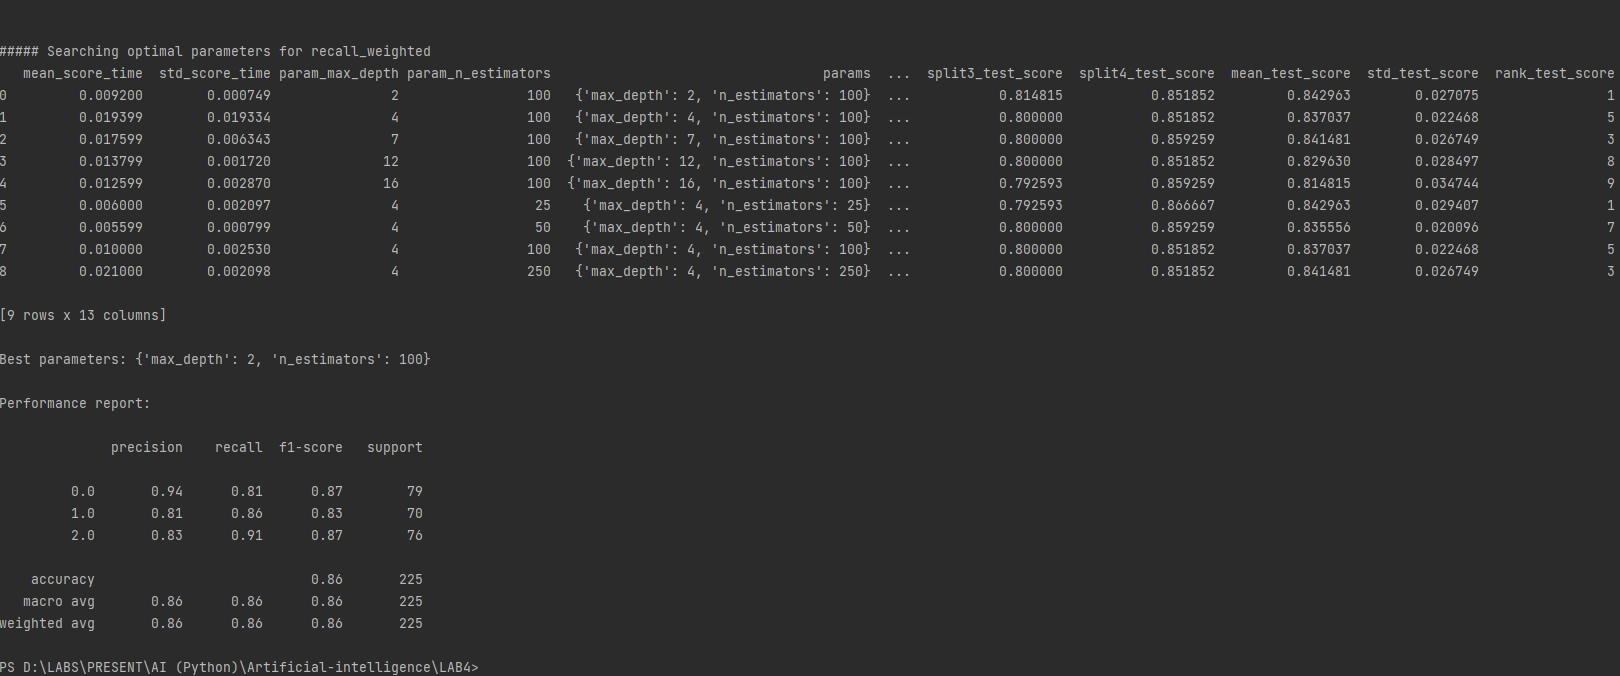 ##### Searching optimal parameters for recall_weighted
   mean_score_time  std_score_time param_max_depth param_n_estimators                                  params  ...  split3_test_score  split4_test_score  mean_test_score  std_test_score  rank_test_score
0         0.009200        0.000749               2                100   {'max_depth': 2, 'n_estimators': 100}  ...           0.814815           0.851852         0.842963        0.027075                1
1         0.019399        0.019334               4                100   {'max_depth': 4, 'n_estimators': 100}  ...           0.800000           0.851852         0.837037        0.022468                5
2         0.017599        0.006343               7                100   {'max_depth': 7, 'n_estimators': 100}  ...           0.800000           0.859259         0.841481        0.026749                3
3         0.013799        0.001720              12                100  {'max_depth': 12, 'n_estimators': 100}  ...           0.800000           0.851852         0.829630        0.028497                8
4         0.012599        0.002870              16                100  {'max_depth': 16, 'n_estimators': 100}  ...           0.792593           0.859259         0.814815        0.034744                9
5         0.006000        0.002097               4                 25    {'max_depth': 4, 'n_estimators': 25}  ...           0.792593           0.866667         0.842963        0.029407                1
6         0.005599        0.000799               4                 50    {'max_depth': 4, 'n_estimators': 50}  ...           0.800000           0.859259         0.835556        0.020096                7
7         0.010000        0.002530               4                100   {'max_depth': 4, 'n_estimators': 100}  ...           0.800000           0.851852         0.837037        0.022468                5
8         0.021000        0.002098               4                250   {'max_depth': 4, 'n_estimators': 250}  ...           0.800000           0.851852         0.841481        0.026749                3
[9 rows x 13 columns]
Best parameters: {'max_depth': 2, 'n_estimators': 100}
Performance report:
              precision    recall  f1-score   support
         0.0       0.94      0.81      0.87        79
         1.0       0.81      0.86      0.83        70
         2.0       0.83      0.91      0.87        76
    accuracy                           0.86       225
   macro avg       0.86      0.86      0.86       225
weighted avg       0.86      0.86      0.86       225
PS D:\LABS\PRESENT\AI (Python)\Artificial-intelligence\LAB4>